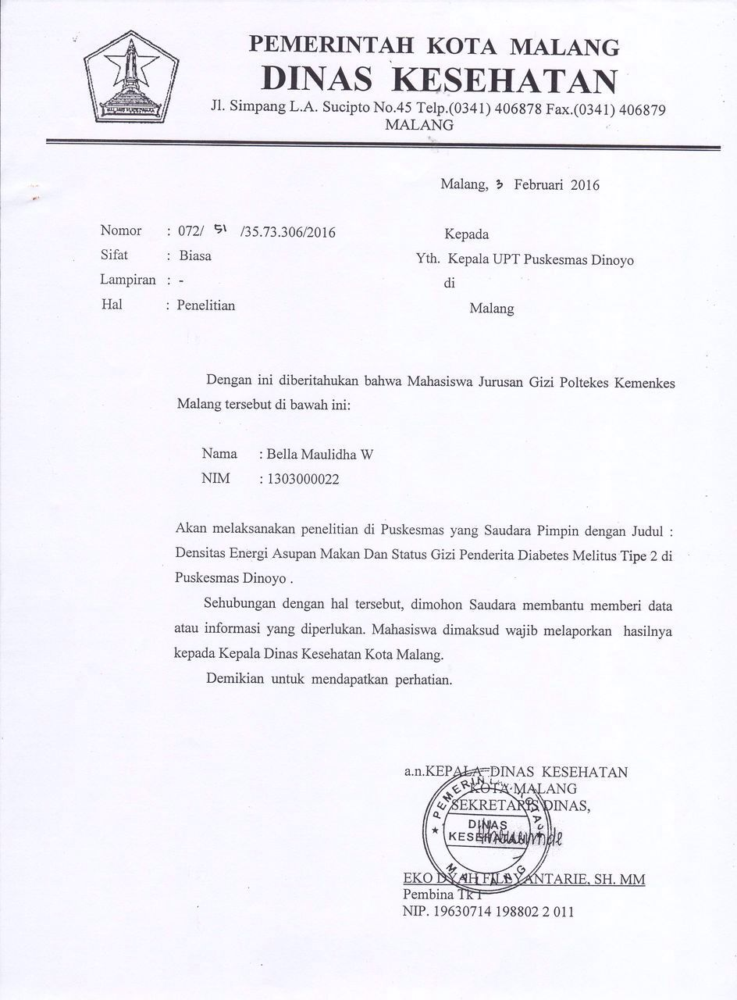 PEMERINTAH KOTA MALANG
DINAS KESEHATAN
Jl. Simpang L.A. Sucipto No.45 Telp.(0341) 406878 Fax.(0341) 406879
MALANG
Malang, 3 Februari 2016
Nomor : 072/ 51 /35.73.306/2016
Sifat : Biasa
Lampiran : -
Hal : Penelitian
Kepada
Yth. Kepala UPT Puskesmas Dinoyo
di
Malang
Dengan ini diberitahukan bahwa Mahasiswa Jurusan Gizi Poltekes Kemenkes
Malang tersebut di bawah ini:
Nama : Bella Maulidha W
NIM : 1303000022
Akan melaksanakan penelitian di Puskesmas yang Saudara Pimpin dengan Judul :
Densitas Energi Asupan Makan Dan Status Gizi Penderita Diabetes Melitus Tipe 2 di
Puskesmas Dinoyo .
Sehubungan dengan hal tersebut, dimohon Saudara membantu memberi data
atau informasi yang diperlukan. Mahasiswa dimaksud wajib melaporkan hasilnya
kepada Kepala Dinas Kesehatan Kota Malang.
Demikian untuk mendapatkan perhatian.
a.n.KEPALA DINAS KESEHATAN
KOTA MALANG
SEKRETARIS DINAS,
PEMERINTAH KOTA
DINAS
KESEHATAN
MALANG
EKO DYAH
YANTARIE, SH. MM
Pembina Tk I
NIP. 19630714 198802 2 011